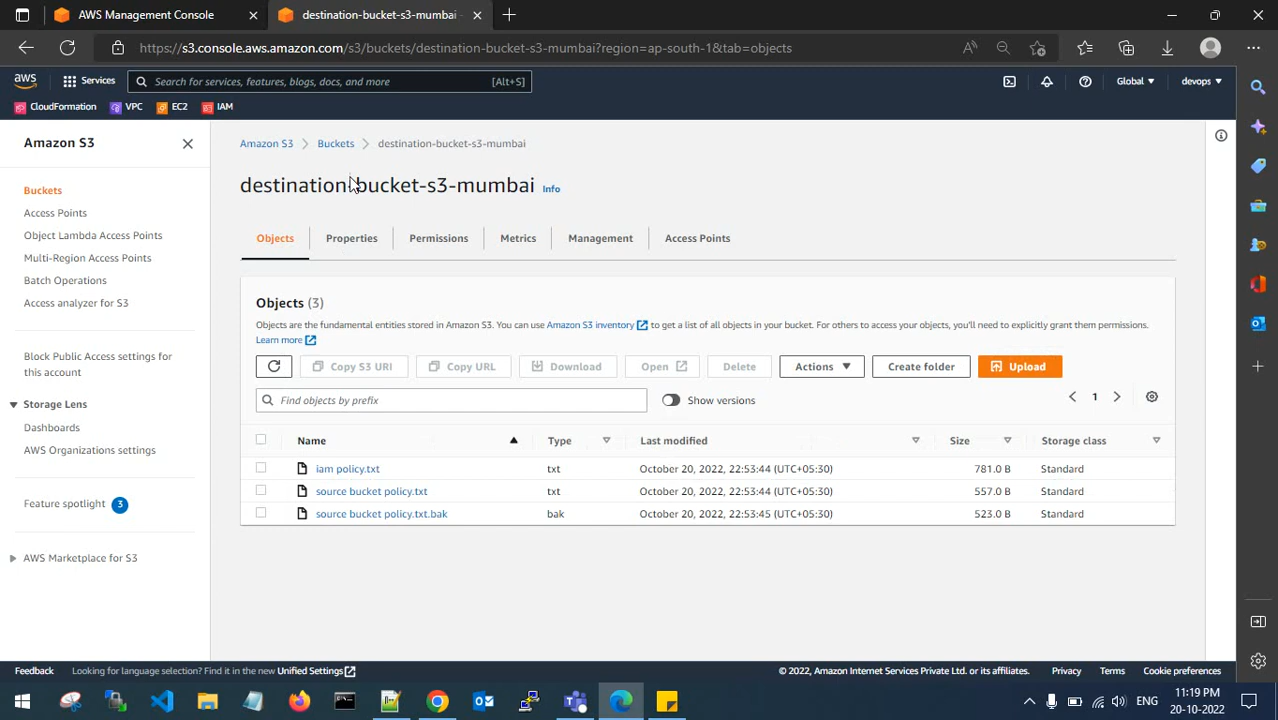 AWS Management Console
destination-bucket-s3-mumbai
https://s3.console.aws.amazon.com/s3/buckets/destination-bucket-s3-mumbai?region=ap-south-1&tab=objects
aws
Services
Search for services, features, blogs, docs, and more
[Alt+S]
Global
devops
CloudFormation
VPC
EC2
IAM
Amazon S3
Buckets
Access Points
Object Lambda Access Points
Multi-Region Access Points
Batch Operations
Access analyzer for S3
Block Public Access settings for
this account
Storage Lens
Dashboards
AWS Organizations settings
Feature spotlight 3
AWS Marketplace for S3
Amazon S3 > Buckets > destination-bucket-s3-mumbai
destination-bucket-s3-mumbai Info
Objects
Properties
Permissions
Metrics
Management
Access Points
Objects (3)
Objects are the fundamental entities stored in Amazon S3. You can use Amazon S3 inventory to get a list of all objects in your bucket. For others to access your objects, you'll need to explicitly grant them permissions.
Learn more
Copy S3 URI
Copy URL
Download
Open
Delete
Actions
Create folder
Upload
Find objects by prefix
Show versions
1
Name Type Last modified Size Storage class
iam policy.txt txt October 20, 2022, 22:53:44 (UTC+05:30) 781.0 B Standard
source bucket policy.txt txt October 20, 2022, 22:53:44 (UTC+05:30) 557.0 B Standard
source bucket policy.txt.bak bak October 20, 2022, 22:53:45 (UTC+05:30) 523.0 B Standard
Feedback
Looking for language selection? Find it in the new Unified Settings
© 2022, Amazon Internet Services Private Ltd. or its affiliates.
Privacy
Terms
Cookie preferences
ENG
11:19 PM
20-10-2022